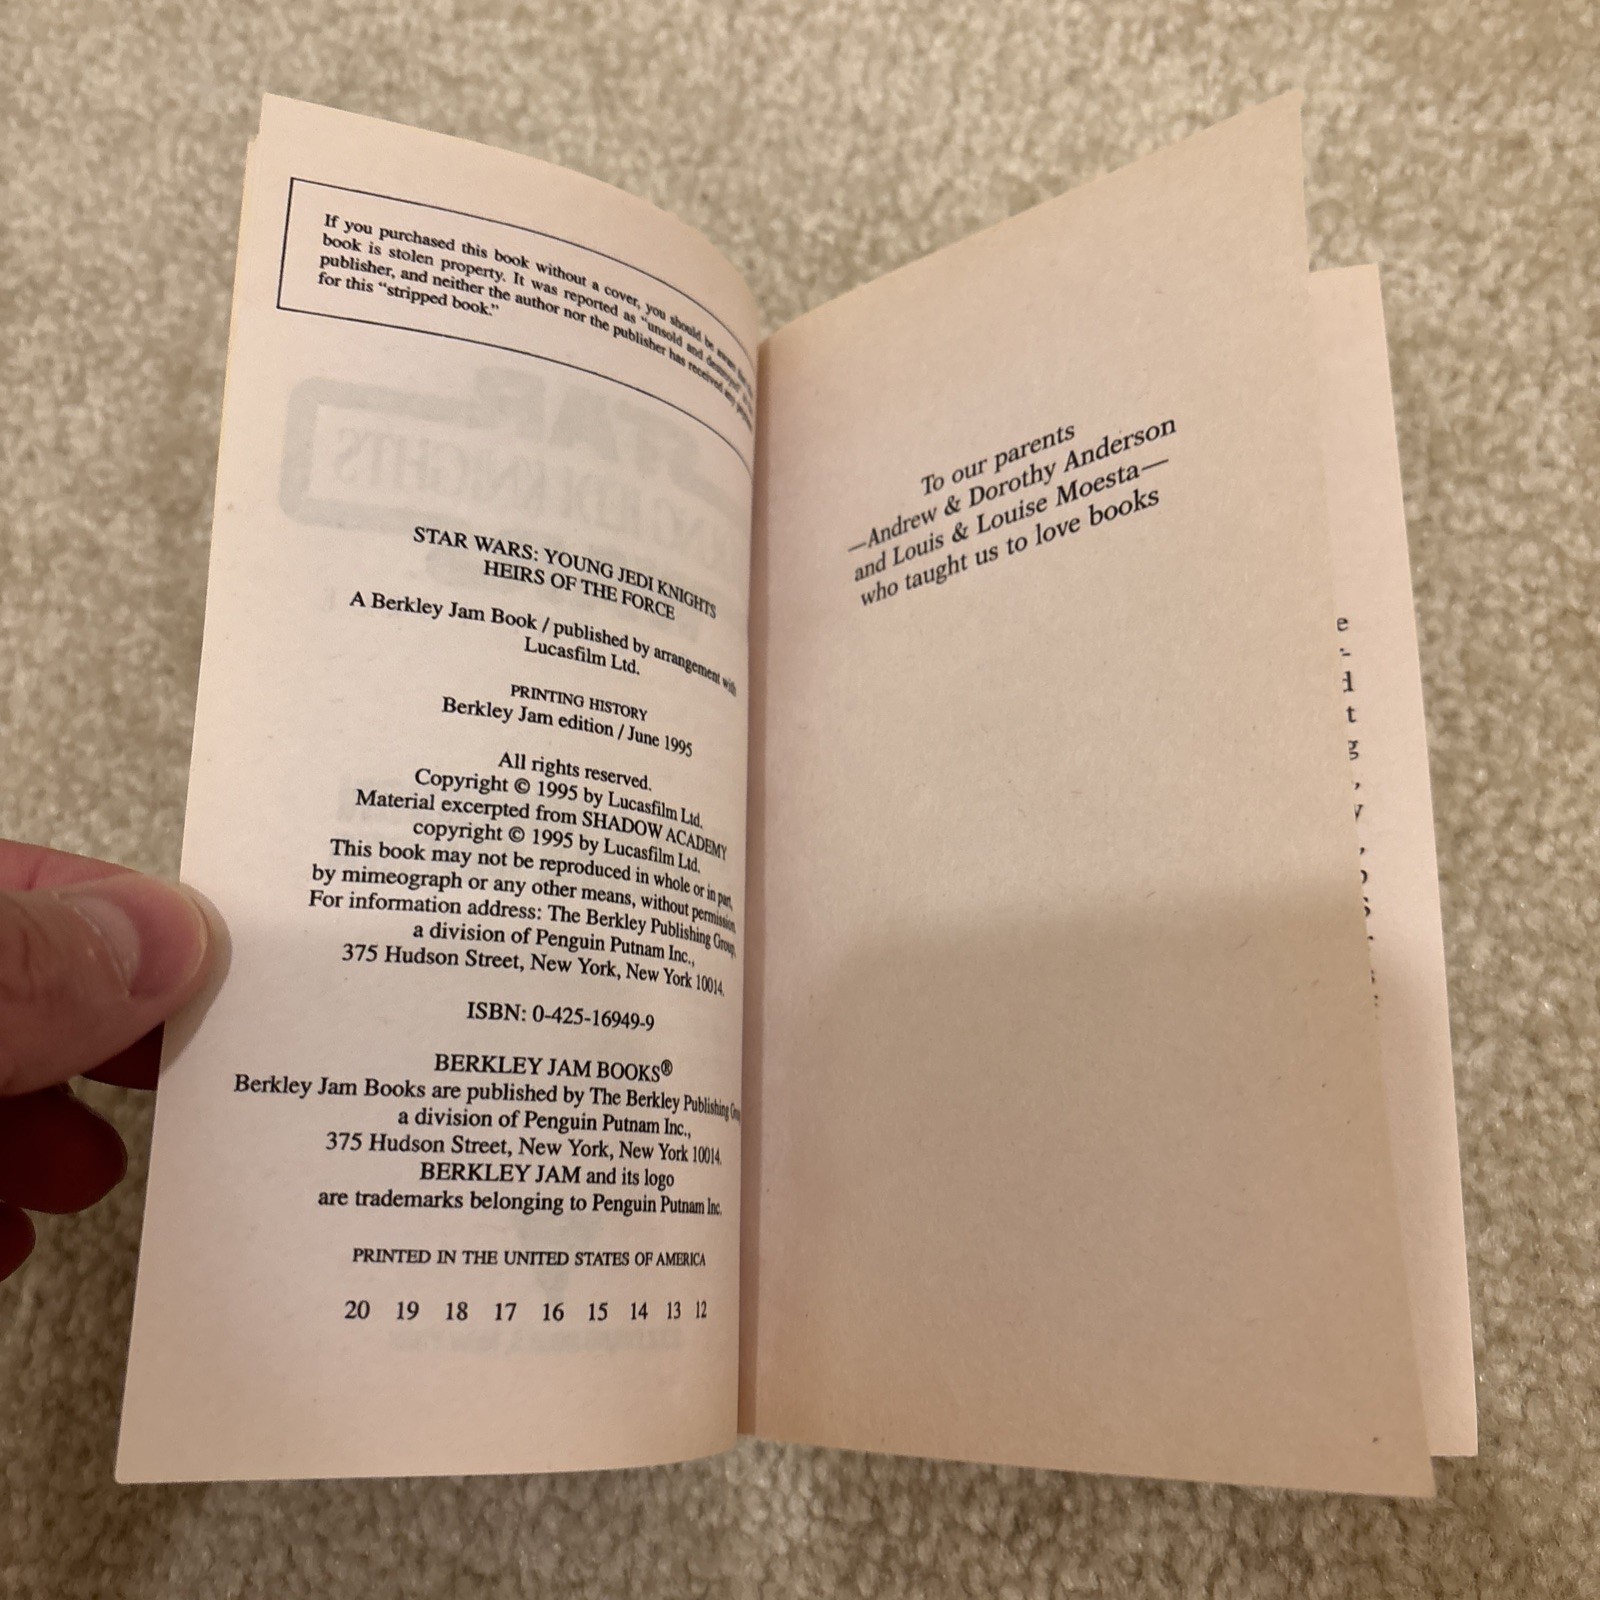 If you purchased this book without a cover, you should be aware that this
book is stolen property. It was reported as "unsold and destroyed"
publisher, and neither the author nor the publisher has received any
for this "stripped book."
STAR WARS: YOUNG JEDI KNIGHTS
HEIRS OF THE FORCE
A Berkley Jam Book / published by arrangement with
Lucasfilm Ltd.
PRINTING HISTORY
Berkley Jam edition / June 1995
All rights reserved.
Copyright © 1995 by Lucasfilm Ltd.
Material excerpted from SHADOW ACADEMY
copyright © 1995 by Lucasfilm Ltd.
This book may not be reproduced in whole or in part,
by mimeograph or any other means, without permission.
For information address: The Berkley Publishing Group,
a division of Penguin Putnam Inc.,
375 Hudson Street, New York, New York 10014.
ISBN: 0-425-16949-9
BERKLEY JAM BOOKS®
Berkley Jam Books are published by The Berkley Publishing
a division of Penguin Putnam Inc.,
375 Hudson Street, New York, New York 10014.
BERKLEY JAM and its logo
are trademarks belonging to Penguin Putnam Inc.
PRINTED IN THE UNITED STATES OF AMERICA
20 19 18 17 16 15 14 13 12
To our parents
—Andrew & Dorothy Anderson
and Louis & Louise Moesta—
who taught us to love books